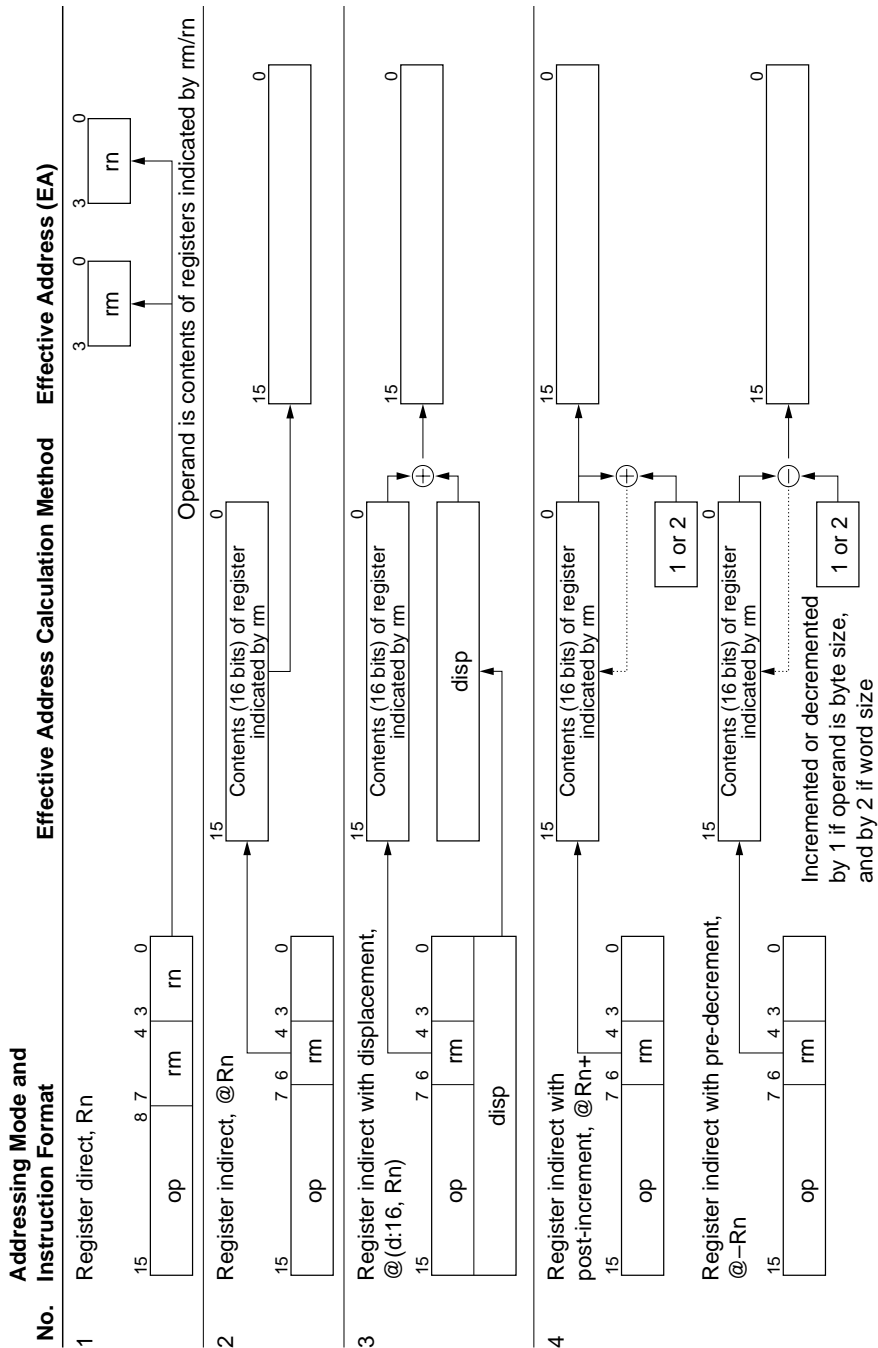 Addressing Mode and
No. Instruction Format Effective Address Calculation Method Effective Address (EA)
1 Register direct, Rn
3 0 3 0
rm rn
15 8 7 4 3 0
op rm rn
Operand is contents of registers indicated by rm/rn
2 Register indirect, @Rn
15 0
Contents (16 bits) of register
indicated by rm
15 0
15 7 6 4 3 0
op rm
3 Register indirect with displacement,
@(d:16, Rn)
15 0
Contents (16 bits) of register
indicated by rm
15 0
15 7 6 4 3 0
op rm
disp
disp
4 Register indirect with
post-increment, @Rn+
15 0
Contents (16 bits) of register
indicated by rm
15 0
15 7 6 4 3 0
op rm
1 or 2
Register indirect with pre-decrement,
@–Rn
15 0
Contents (16 bits) of register
indicated by rm
15 0
15 7 6 4 3 0
op rm
1 or 2
Incremented or decremented
by 1 if operand is byte size,
and by 2 if word size